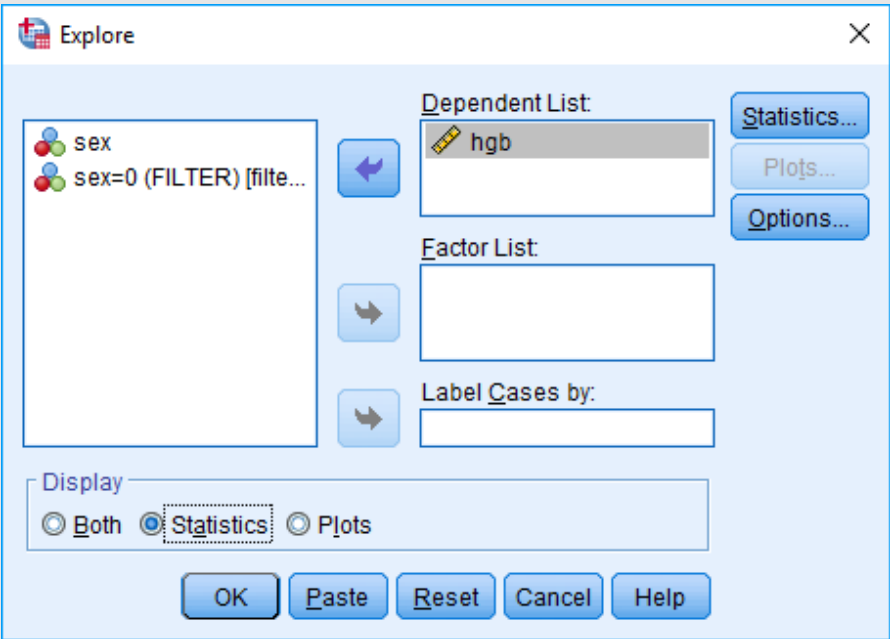 Explore
Dependent List:
sex
sex=0 (FILTER) [filte...
hgb
Statistics...
Plots...
Options...
Factor List:
Label Cases by:
Display
Both Statistics Plots
OK Paste Reset Cancel Help